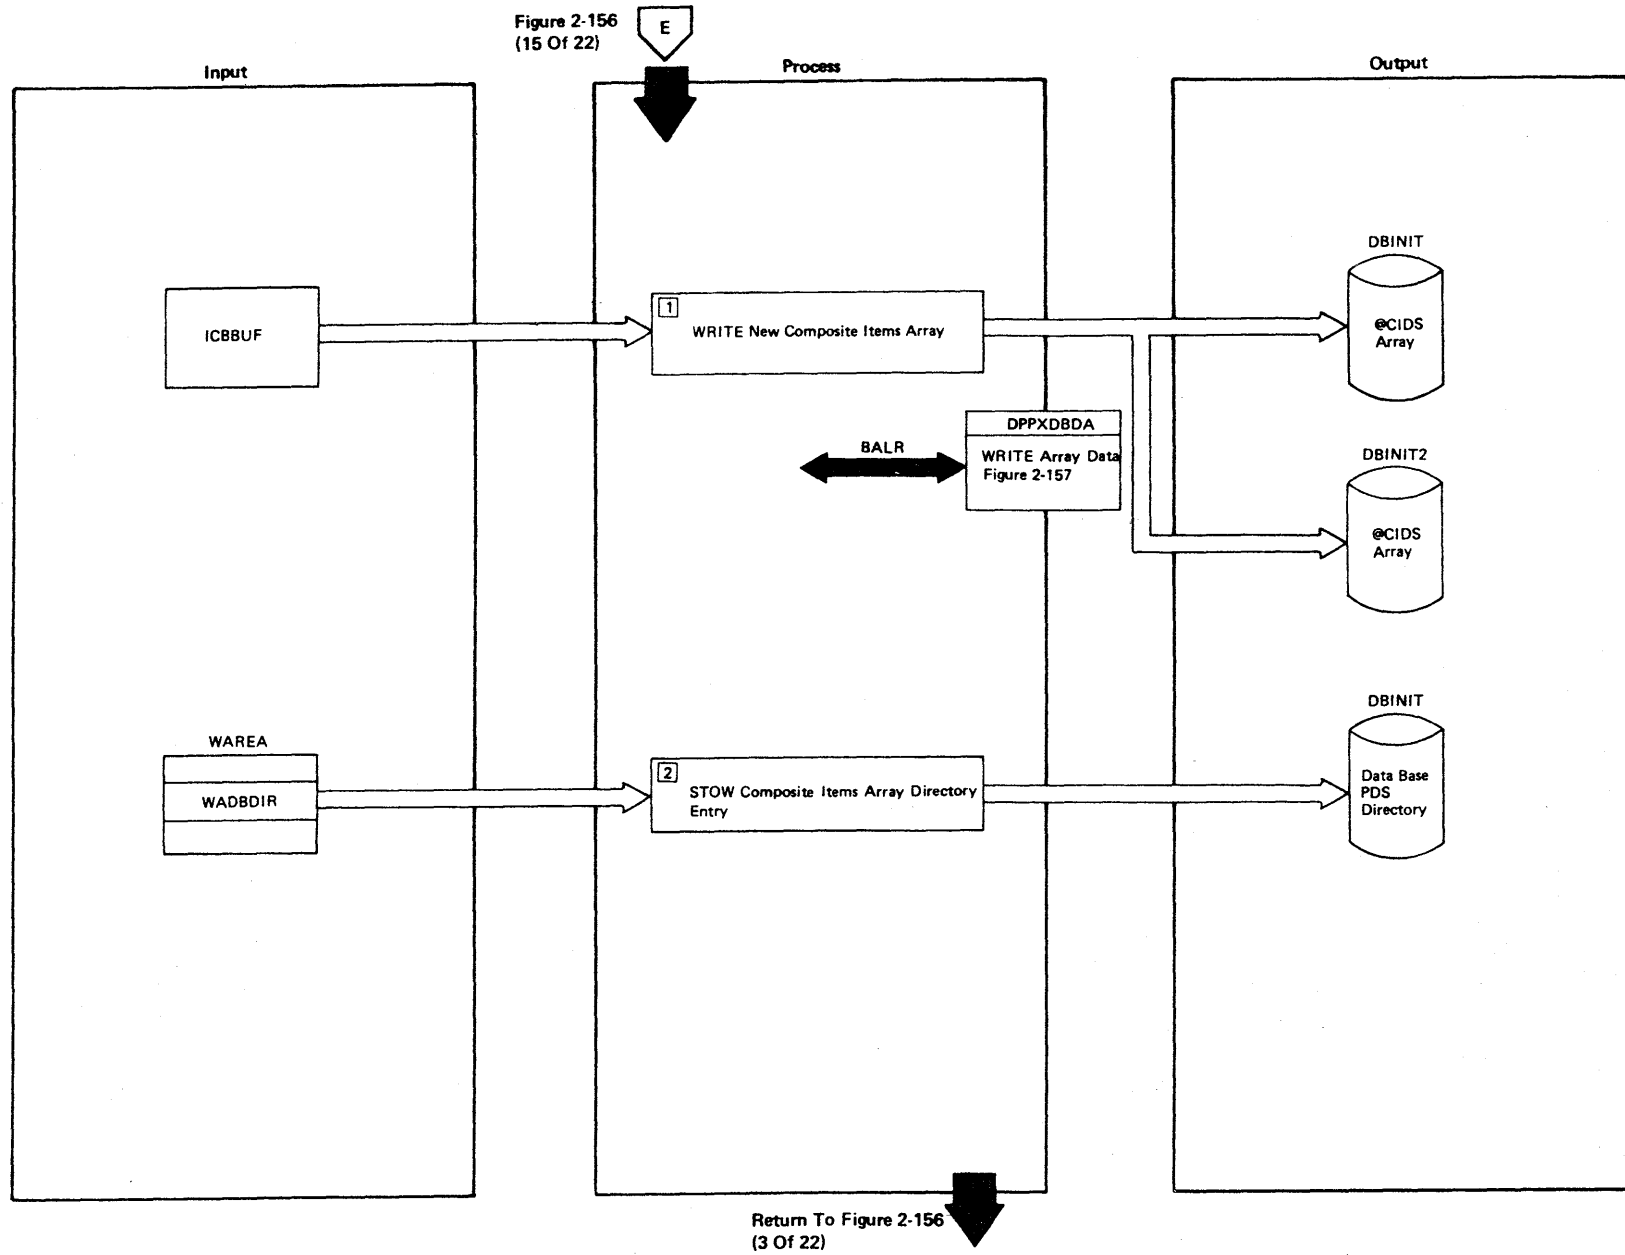 Figure 2-156
(15 Of 22)
E
Input
Process
Output
DBINIT
ICBBUF
1
WRITE New Composite Items Array
@CIDS
Array
DPPXDBDA
BALR
WRITE Array Data
Figure 2-157
DBINIT2
@CIDS
Array
DBINIT
WAREA
WADBDIR
2
STOW Composite Items Array Directory
Entry
Data Base
PDS
Directory
Return To Figure 2-156
(3 Of 22)